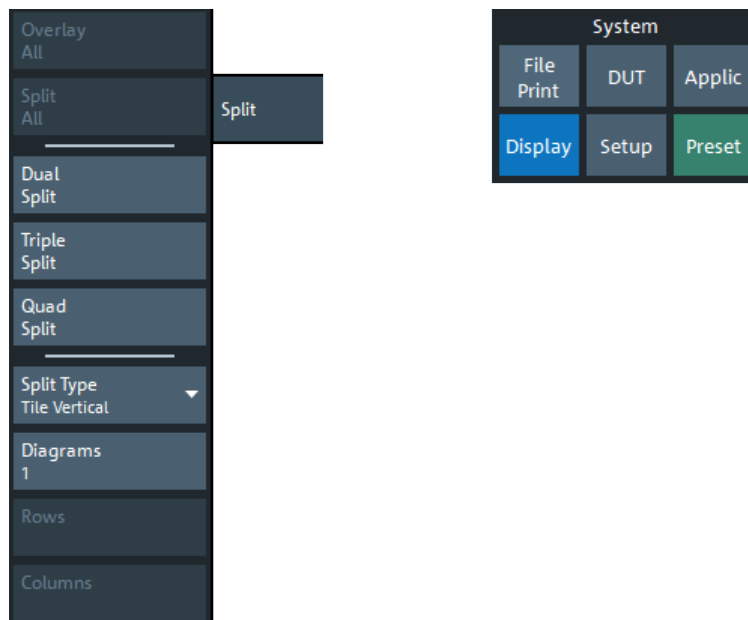 Overlay
All
Split
All
Split
Dual
Split
Triple
Split
Quad
Split
Split Type
Tile Vertical
Diagrams
1
Rows
Columns
System
File
Print
DUT
Applic
Display
Setup
Preset